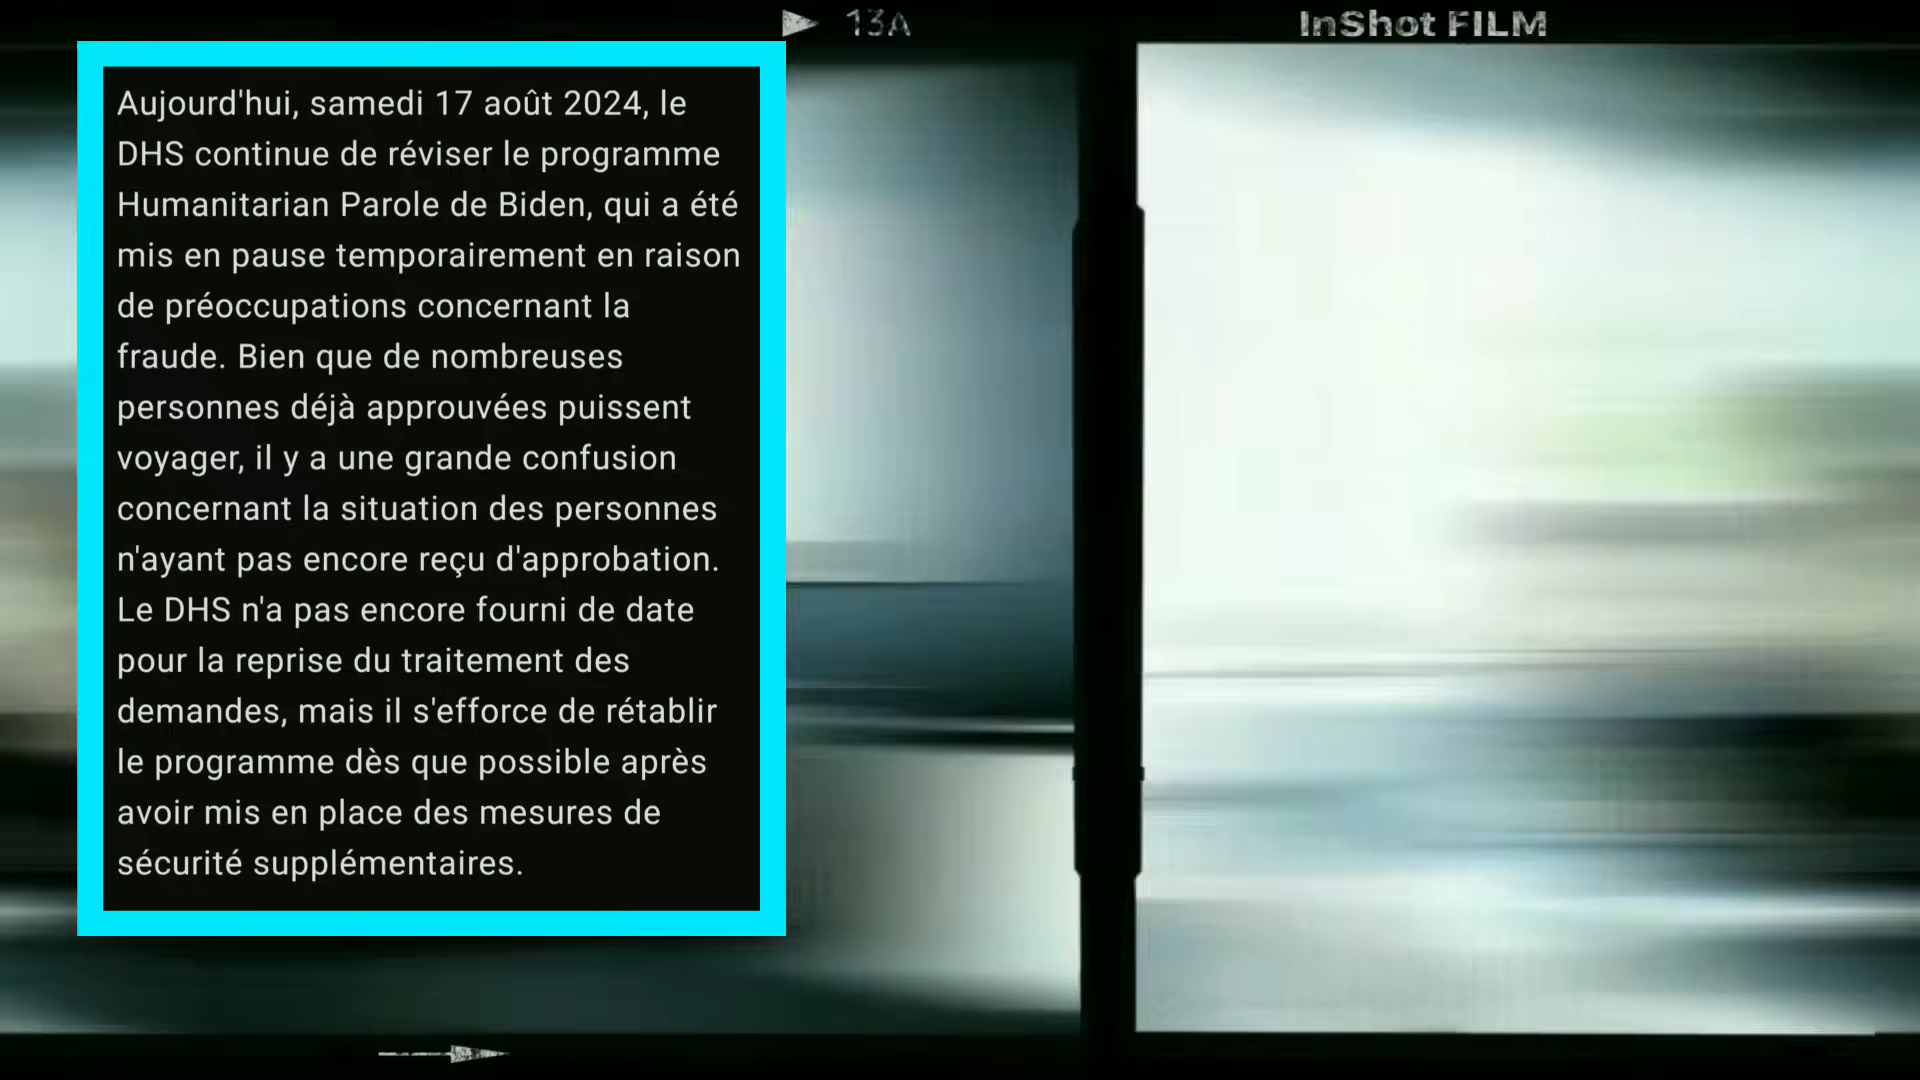 13A
InShot FILM
Aujourd'hui, samedi 17 août 2024, le
DHS continue de réviser le programme
Humanitarian Parole de Biden, qui a été
mis en pause temporairement en raison
de préoccupations concernant la
fraude. Bien que de nombreuses
personnes déjà approuvées puissent
voyager, il y a une grande confusion
concernant la situation des personnes
n'ayant pas encore reçu d'approbation.
Le DHS n'a pas encore fourni de date
pour la reprise du traitement des
demandes, mais il s'efforce de rétablir
le programme dès que possible après
avoir mis en place des mesures de
sécurité supplémentaires.